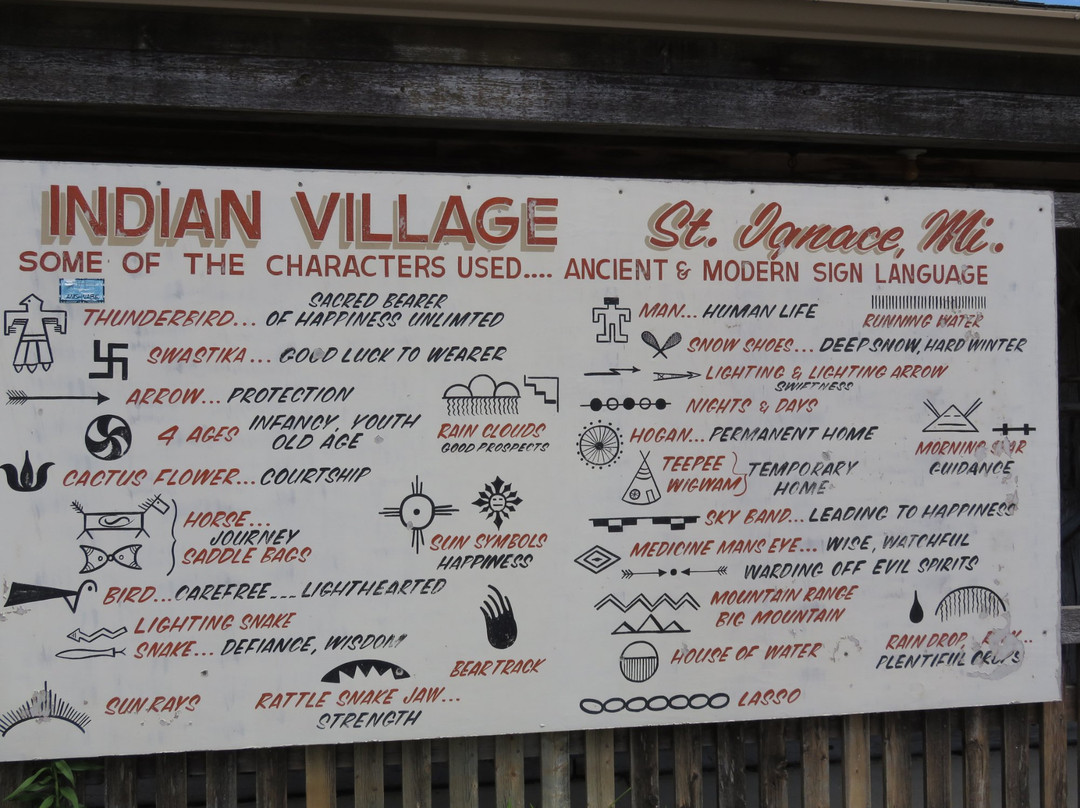 INDIAN VILLAGE
St. Ignace, Mi.
SOME OF THE CHARACTERS USED.... ANCIENT & MODERN SIGN LANGUAGE
SACRED BEARER
THUNDERBIRD... OF HAPPINESS UNLIMTED
SWASTIKA... GOOD LUCK TO WEARER
ARROW... PROTECTION
4 AGES INFANCY, YOUTH
OLD AGE
RAIN CLOUDS
GOOD PROSPECTS
CACTUS FLOWER... COURTSHIP
HORSE...
JOURNEY
SADDLE BAGS
SUN SYMBOLS
HAPPINESS
BIRD... CAREFREE___LIGHTHEARTED
LIGHTING SNAKE
SNAKE... DEFIANCE, WISDOM
BEAR TRACK
SUN RAYS
RATTLE SNAKE JAW...
STRENGTH
MAN... HUMAN LIFE
RUNNING WATER
SNOW SHOES... DEEP SNOW, HARD WINTER
LIGHTING & LIGHTING ARROW
SWIFTNESS
NIGHTS & DAYS
HOGAN... PERMANENT HOME
MORNING STAR
GUIDANCE
TEEPEE
WIGWAM
TEMPORARY
HOME
SKY BAND... LEADING TO HAPPINESS
MEDICINE MANS EYE... WISE, WATCHFUL
WARDING OFF EVIL SPIRITS
MOUNTAIN RANGE
BIG MOUNTAIN
HOUSE OF WATER
RAIN DROP,
PLENTIFUL CROPS
LASSO